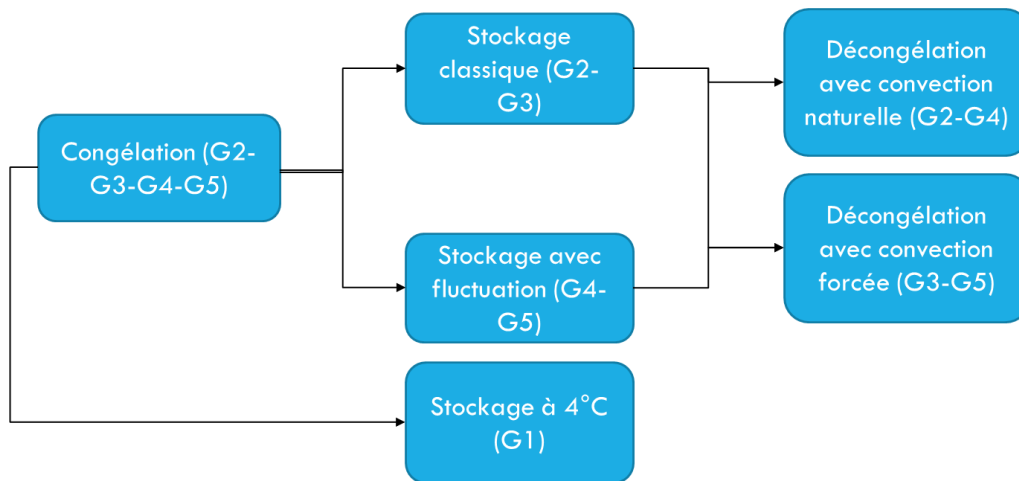 Congélation (G2-
G3-G4-G5)
Stockage
classique (G2-
G3)
Stockage avec
fluctuation (G4-
G5)
Stockage à 4°C
(G1)
Décongélation
avec convection
naturelle (G2-G4)
Décongélation
avec convection
forcée (G3-G5)